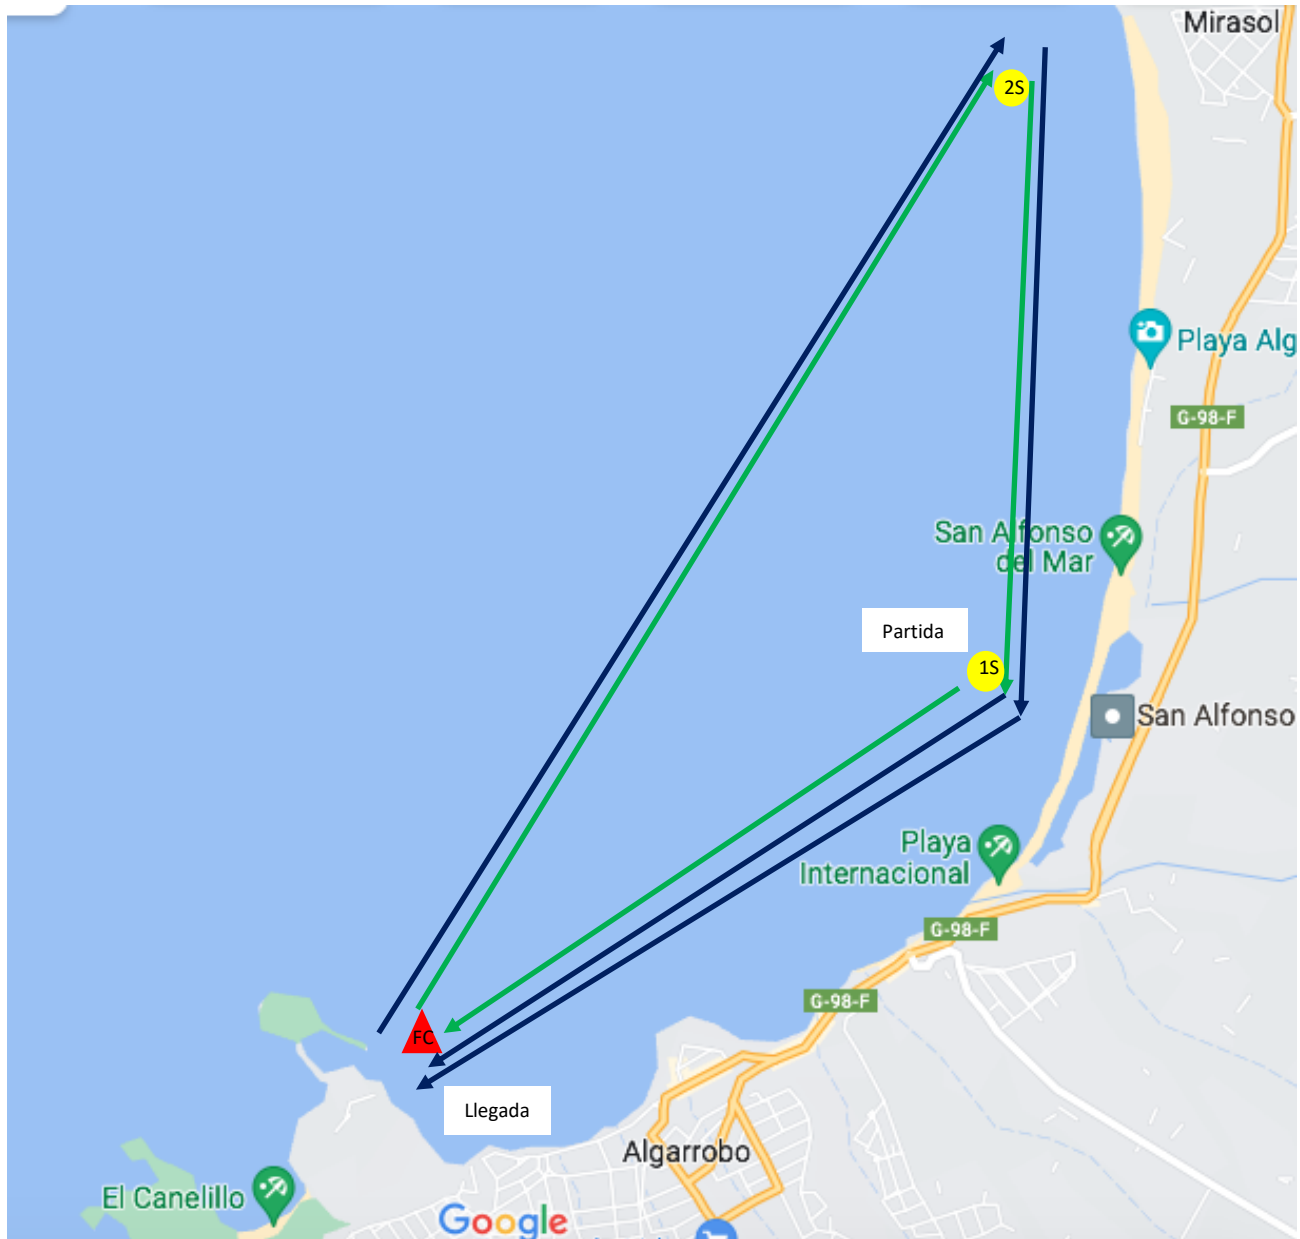 Mirasol
2S
Playa Alg
G-98-F
San Alfonso
del Mar
Partida
1S
San Alfonso
Playa
Internacional
G-98-F
G-98-F
FC
Llegada
Algarrobo
El Canelillo
Google